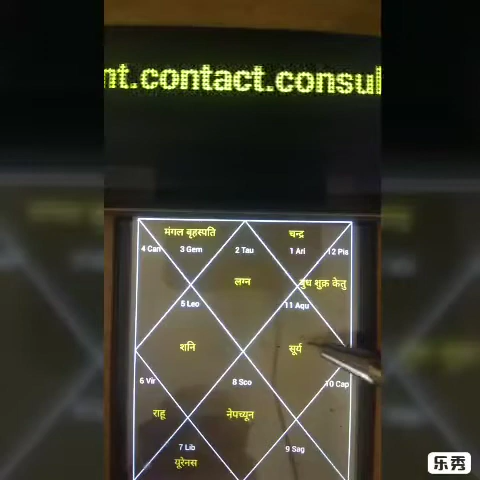 nt.contact.consul
मंगल बृहस्पति
चन्द्र
4 Can
3 Gem
2 Tau
1 Ari
12 Pis
लग्न
बुध शुक्र केतु
5 Leo
11 Aqu
शनि
सूर्य
6 Vir
8 Sco
10 Cap
राहू
नेपच्यून
7 Lib
9 Sag
यूरेनस
乐秀